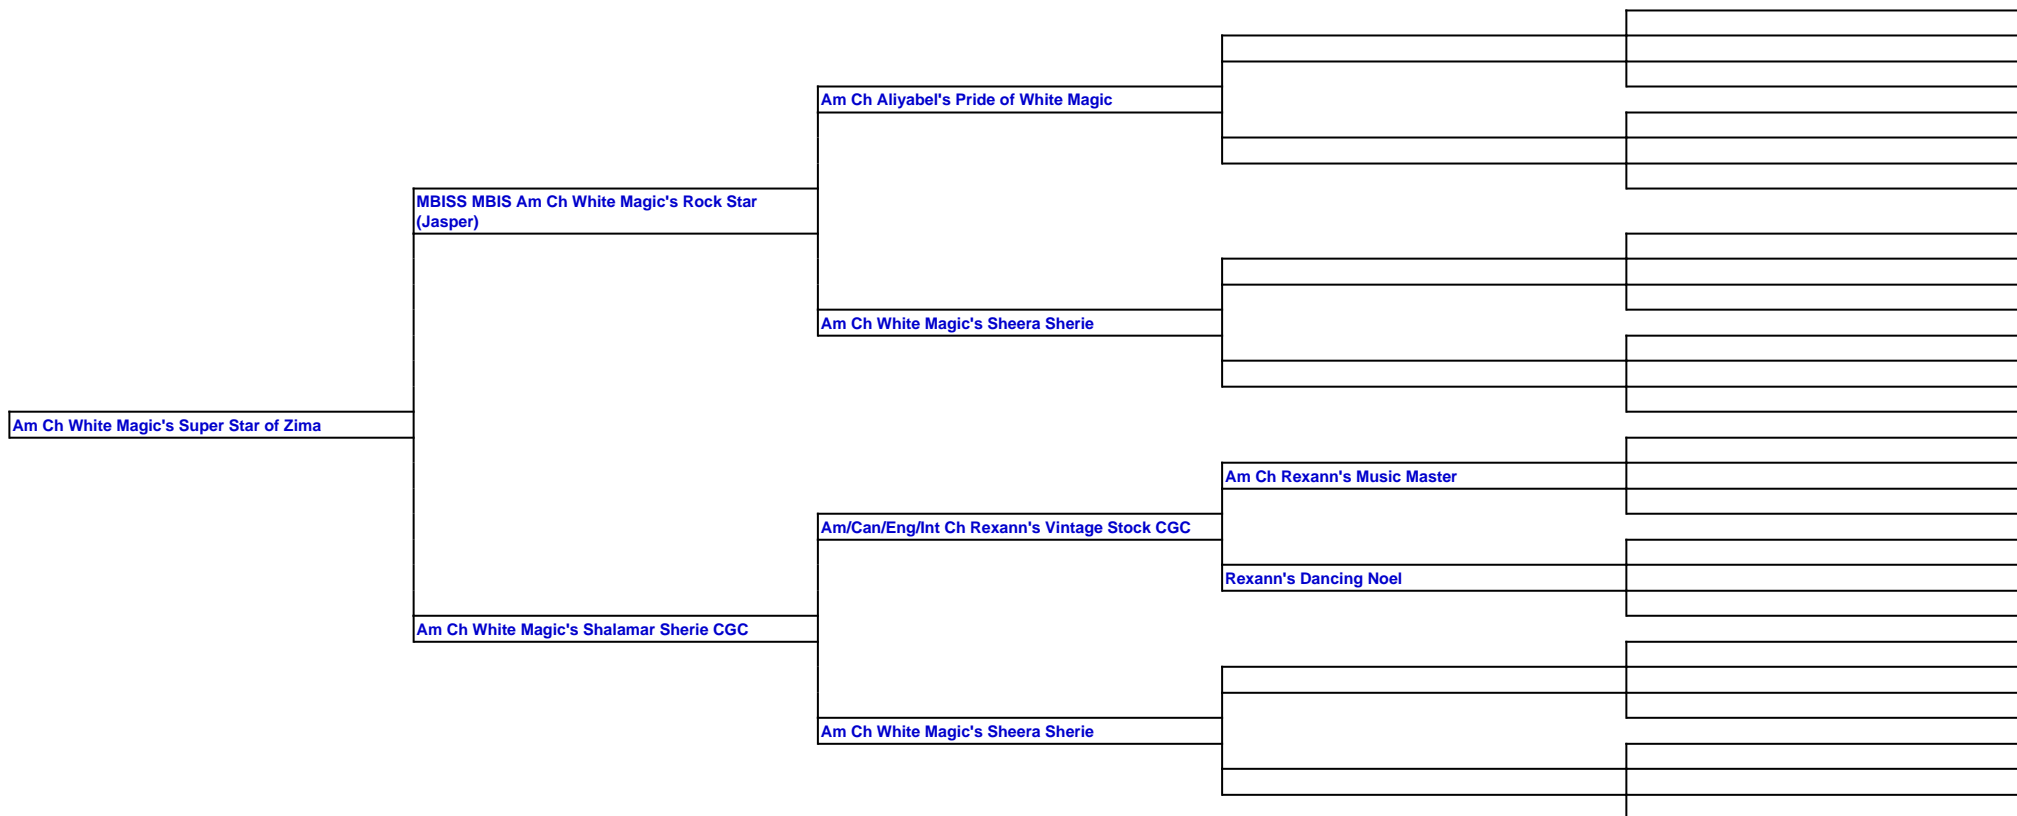 Am Ch Aliyabel's Pride of White Magic
MBISS MBIS Am Ch White Magic's Rock Star
(Jasper)
Am Ch White Magic's Sheera Sherie
Am Ch White Magic's Super Star of Zima
Am Ch Rexann's Music Master
Am/Can/Eng/Int Ch Rexann's Vintage Stock CGC
Rexann's Dancing Noel
Am Ch White Magic's Shalamar Sherie CGC
Am Ch White Magic's Sheera Sherie